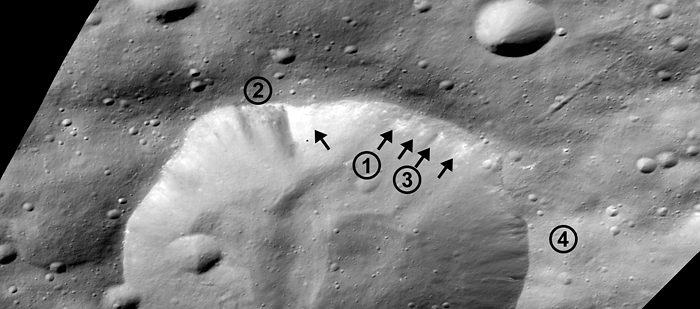 ②
①
③
④